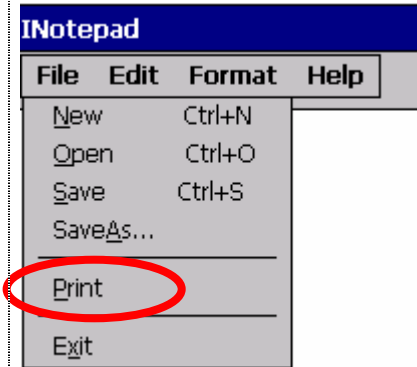 INotepad
File Edit Format Help
New Ctrl+N
Open Ctrl+O
Save Ctrl+S
SaveAs...
Print
Exit